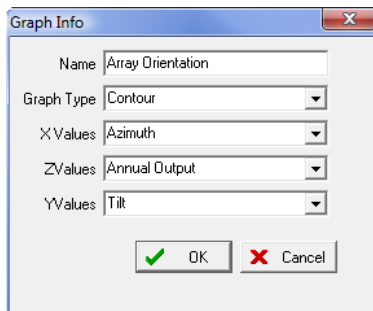 Graph Info
Name Array Orientation
Graph Type Contour
X Values Azimuth
ZValues Annual Output
YValues Tilt
OK Cancel